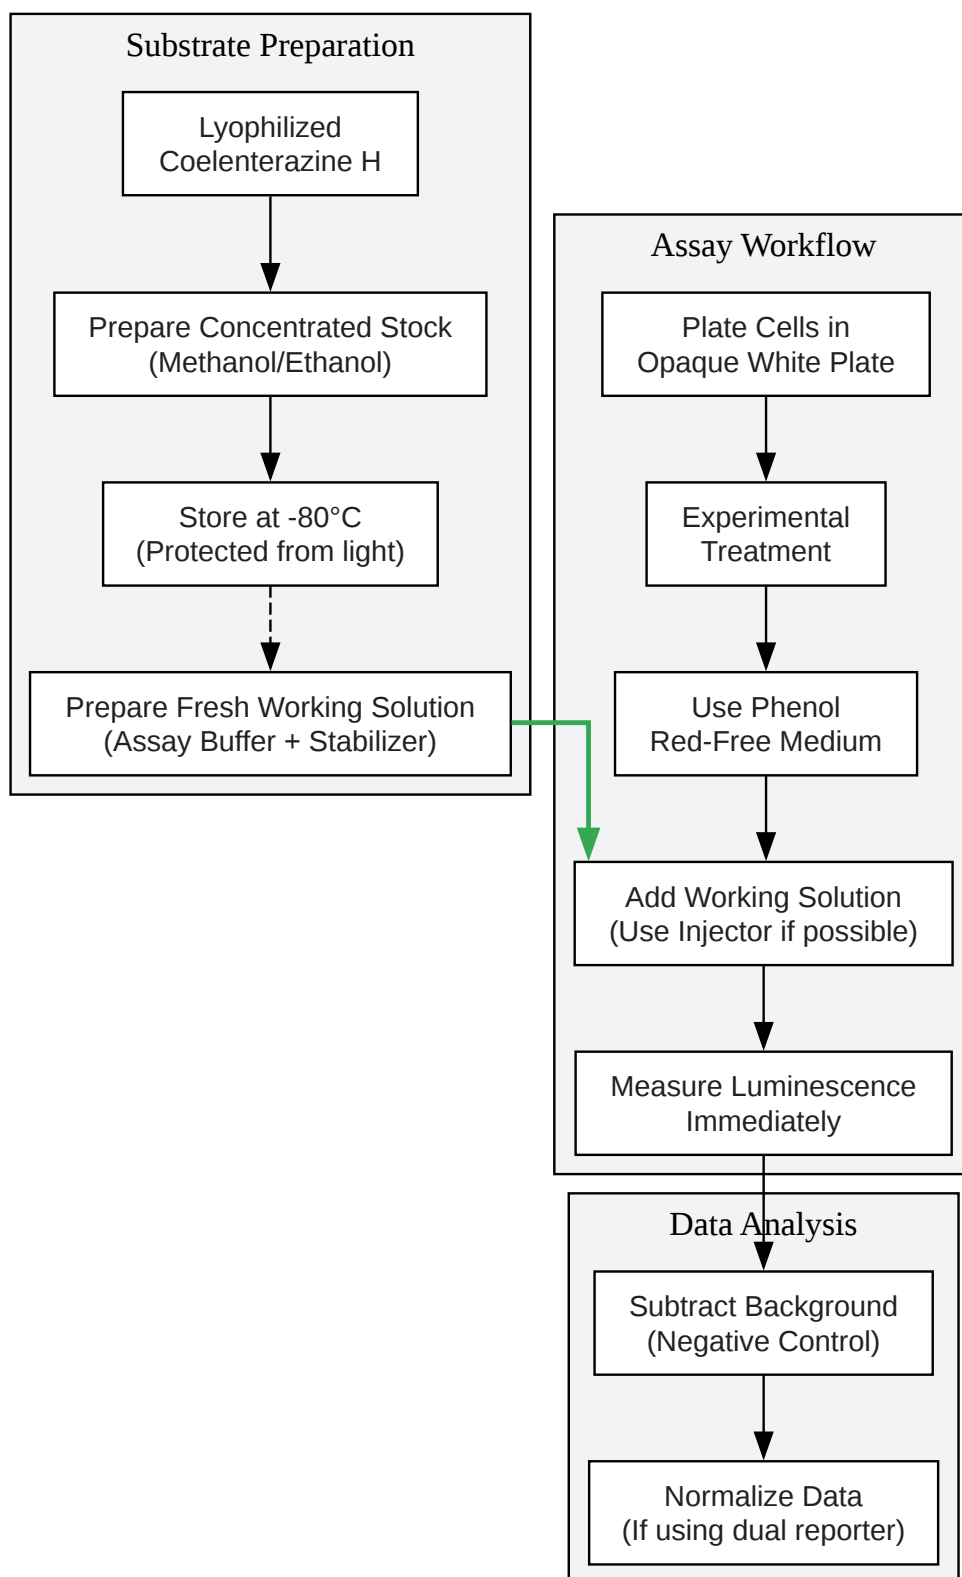 Substrate Preparation
Lyophilized
Coelenterazine H
Prepare Concentrated Stock
(Methanol/Ethanol)
Store at -80°C
(Protected from light)
Prepare Fresh Working Solution
(Assay Buffer + Stabilizer)
Assay Workflow
Plate Cells in
Opaque White Plate
Experimental
Treatment
Use Phenol
Red-Free Medium
Add Working Solution
(Use Injector if possible)
Measure Luminescence
Immediately
Data Analysis
Subtract Background
(Negative Control)
Normalize Data
(If using dual reporter)